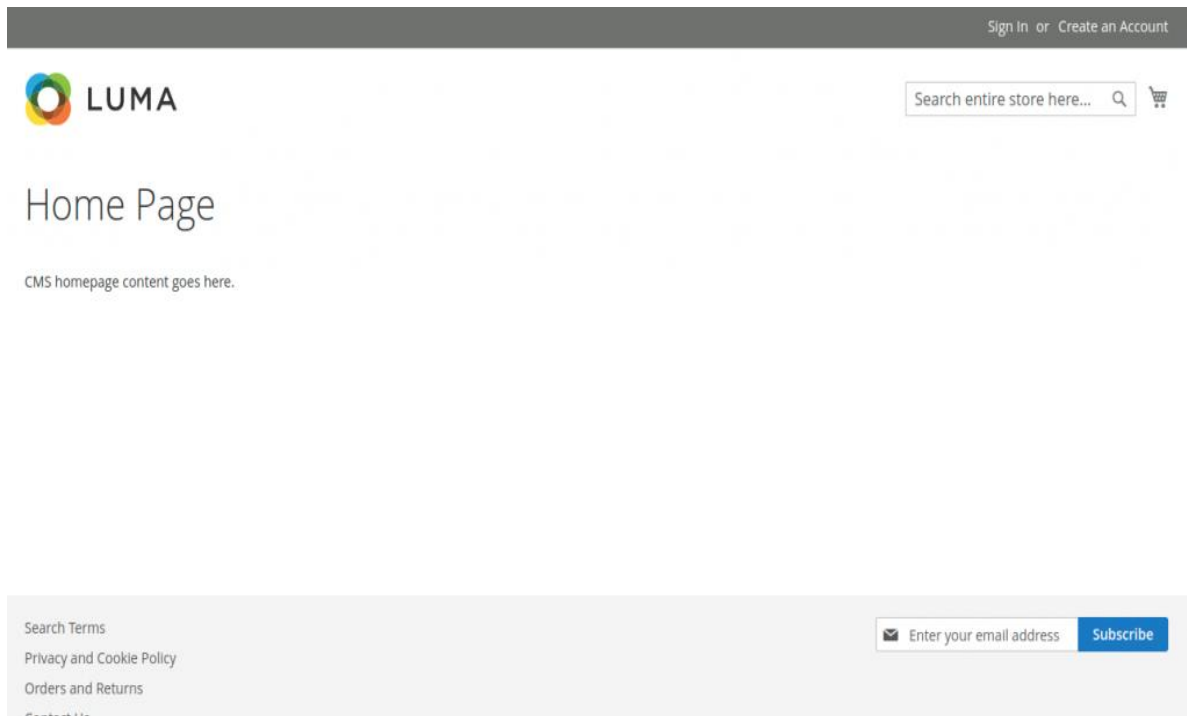 Sign In or Create an Account
LUMA
Search entire store here...
Home Page
CMS homepage content goes here.
Search Terms
Enter your email address Subscribe
Privacy and Cookie Policy
Orders and Returns